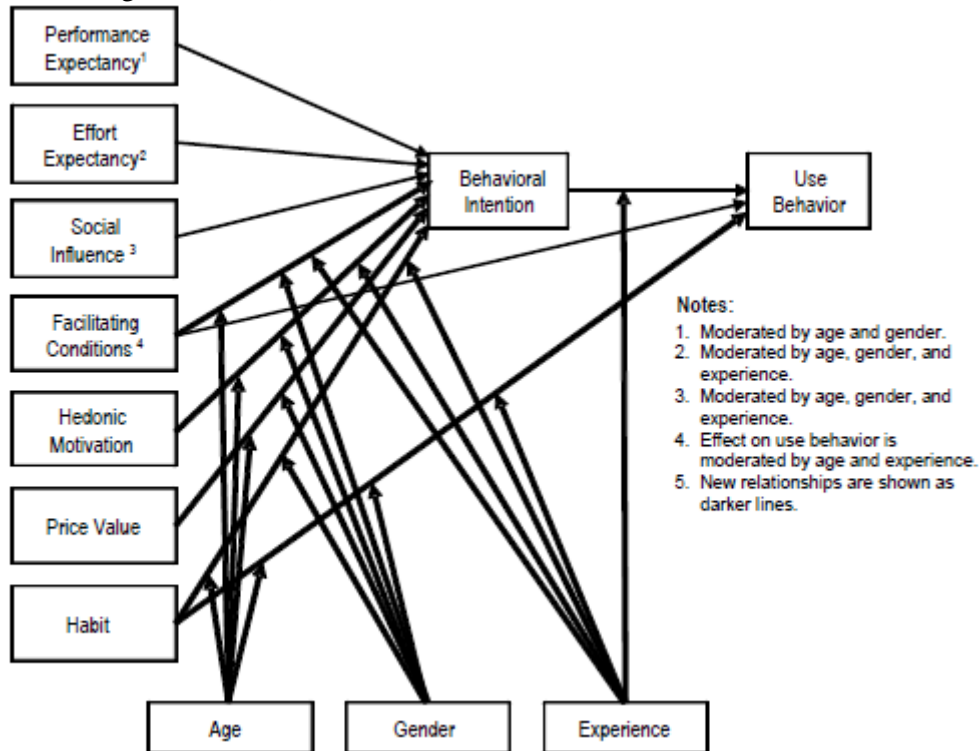 Performance
Expectancy1
Effort
Expectancy2
Behavioral
Intention
Use
Behavior
Social
Influence 3
Facilitating
Conditions 4
Hedonic
Motivation
Price Value
Habit
Notes:
1. Moderated by age and gender.
2. Moderated by age, gender, and
experience.
3. Moderated by age, gender, and
experience.
4. Effect on use behavior is
moderated by age and experience.
5. New relationships are shown as
darker lines.
Age
Gender
Experience